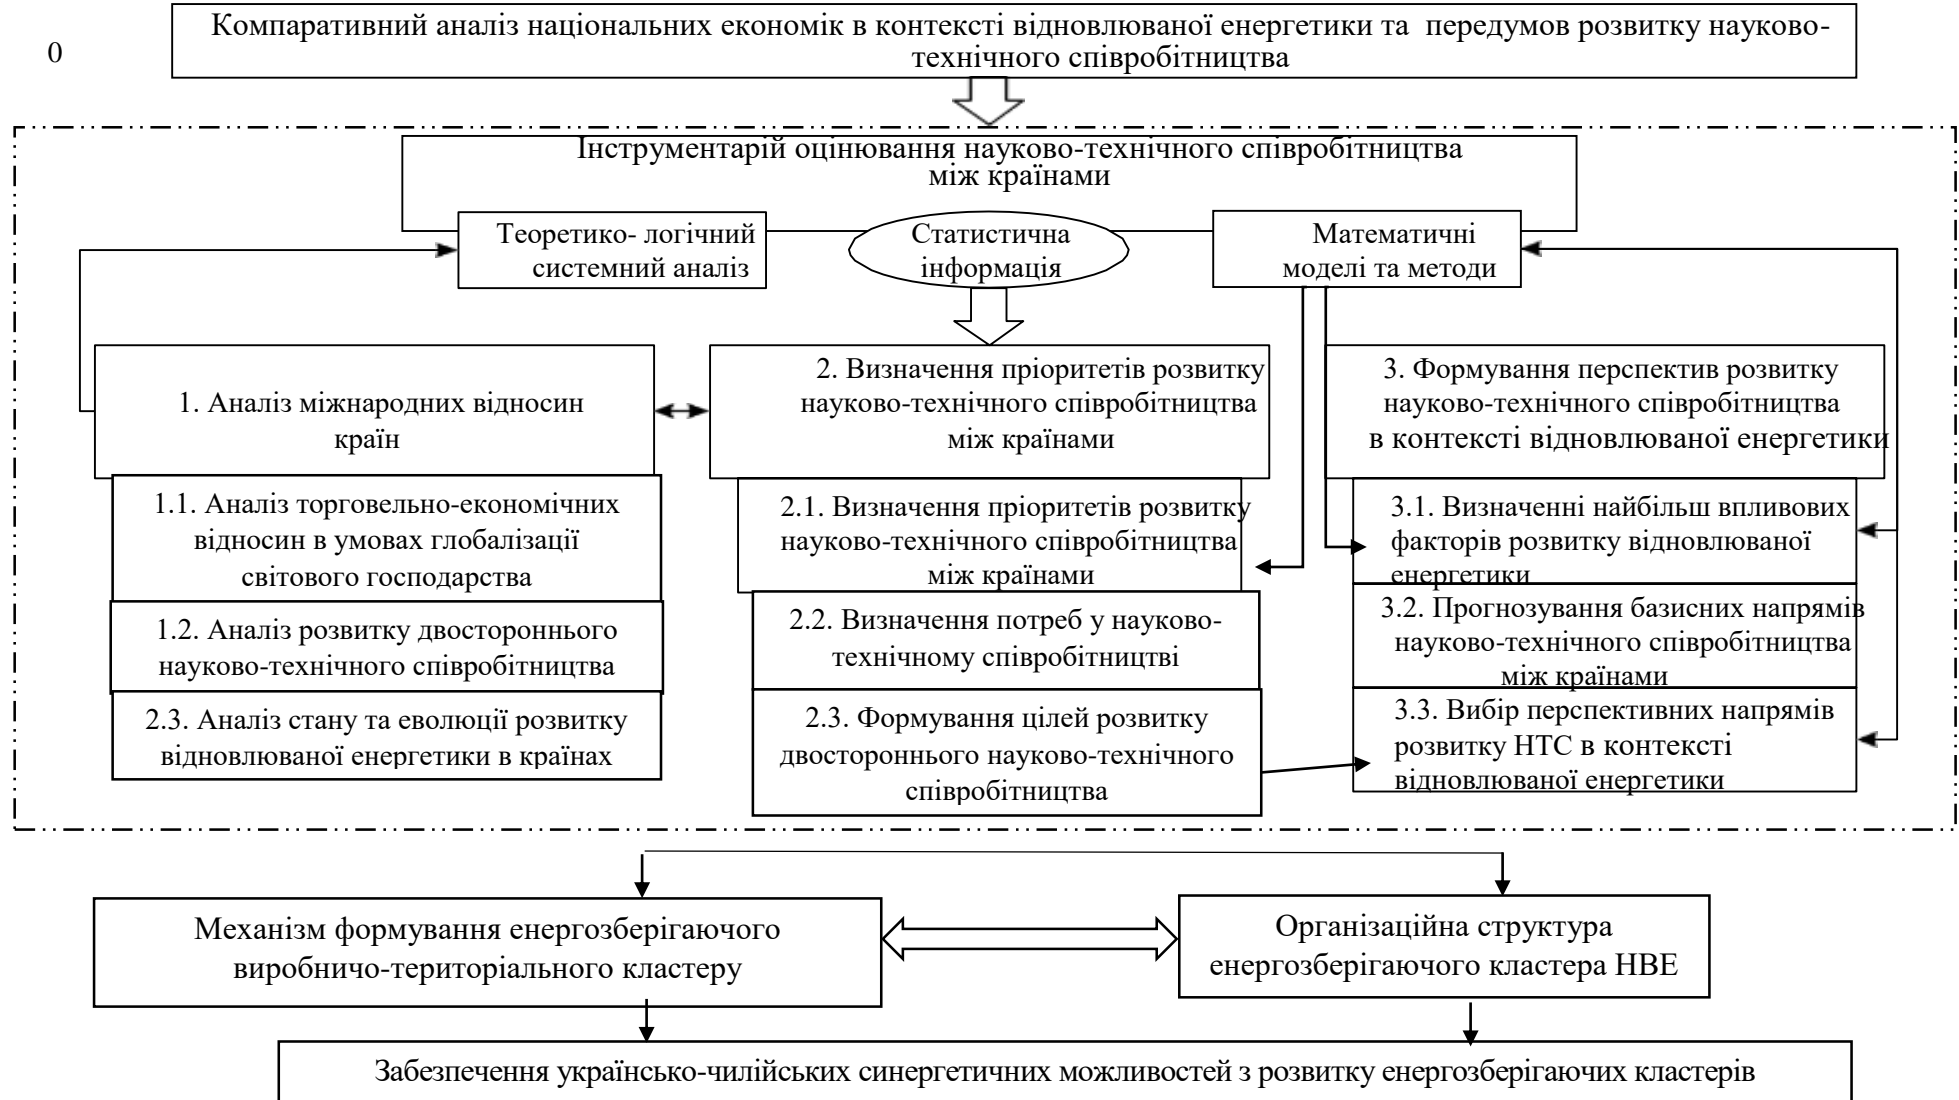 Компаративний аналіз національних економік в контексті відновлюваної енергетики та передумов розвитку науково-
технічного співробітництва
0
Інструментарій оцінювання науково-технічного співробітництва
між країнами
Теоретико- логічний
системний аналіз
Статистична
інформація
Математичні
моделі та методи
1. Аналіз міжнародних відносин
країн
2. Визначення пріоритетів розвитку
науково-технічного співробітництва
між країнами
3. Формування перспектив розвитку
науково-технічного співробітництва
в контексті відновлюваної енергетики
1.1. Аналіз торговельно-економічних
відносин в умовах глобалізації
світового господарства
2.1. Визначення пріоритетів розвитку
науково-технічного співробітництва
між країнами
3.1. Визначенні найбільш впливових
факторів розвитку відновлюваної
енергетики
1.2. Аналіз розвитку двостороннього
науково-технічного співробітництва
2.2. Визначення потреб у науково-
технічному співробітництві
3.2. Прогнозування базисних напрямів
науково-технічного співробітництва
між країнами
2.3. Аналіз стану та еволюції розвитку
відновлюваної енергетики в країнах
2.3. Формування цілей розвитку
двостороннього науково-технічного
співробітництва
3.3. Вибір перспективних напрямів
розвитку НТС в контексті
відновлюваної енергетики
Механізм формування енергозберігаючого
виробничо-територіального кластеру
Організаційна структура
енергозберігаючого кластера НВЕ
Забезпечення українсько-чилійських синергетичних можливостей з розвитку енергозберігаючих кластерів